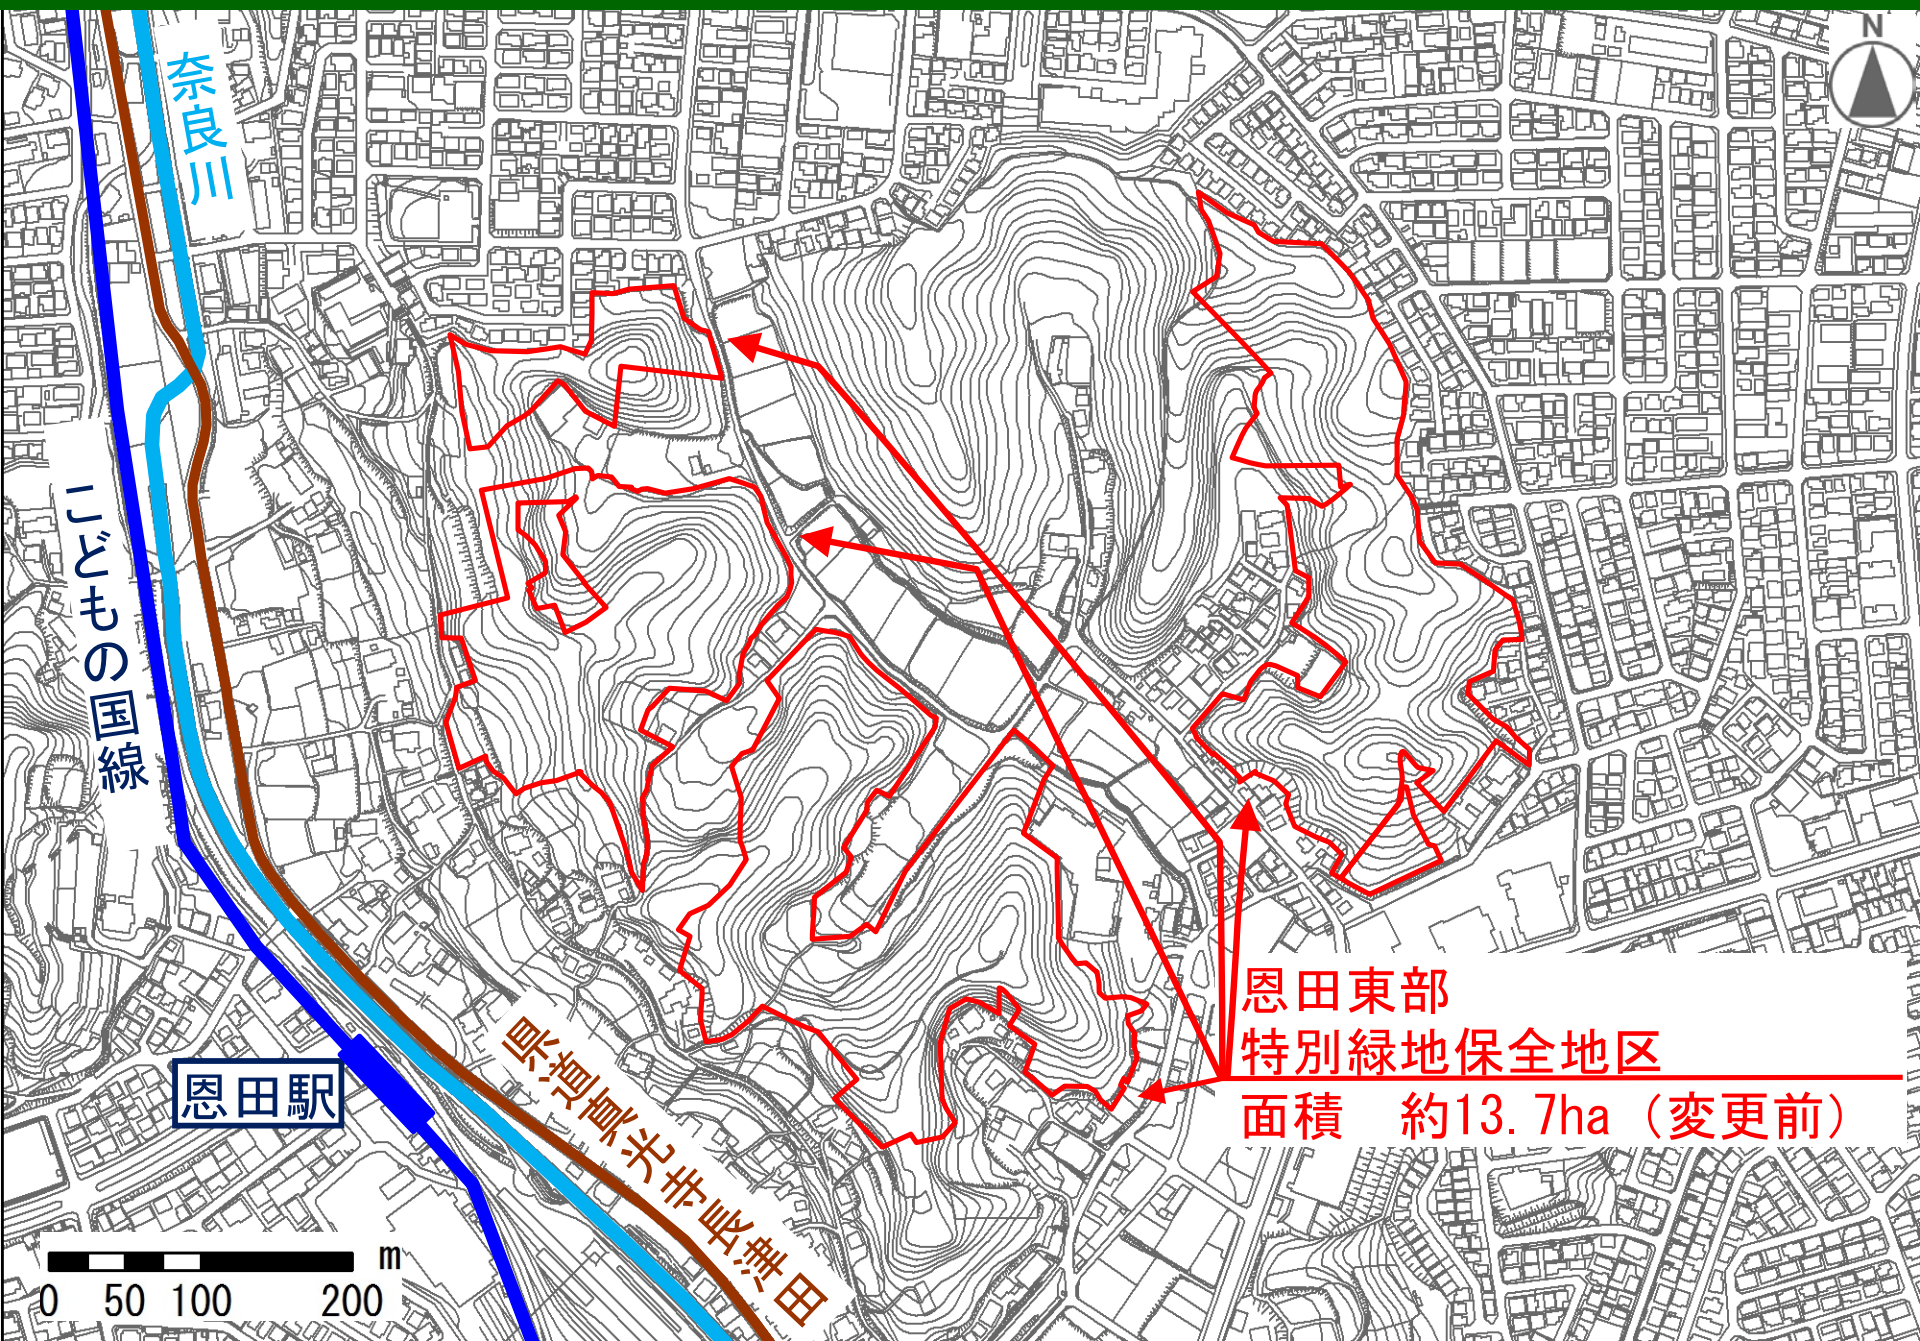 N
奈良川
こどもの国線
恩田駅
県道真光寺長津田
恩田東部
特別緑地保全地区
面積　約13.7ha（変更前）
m
0 50 100 200